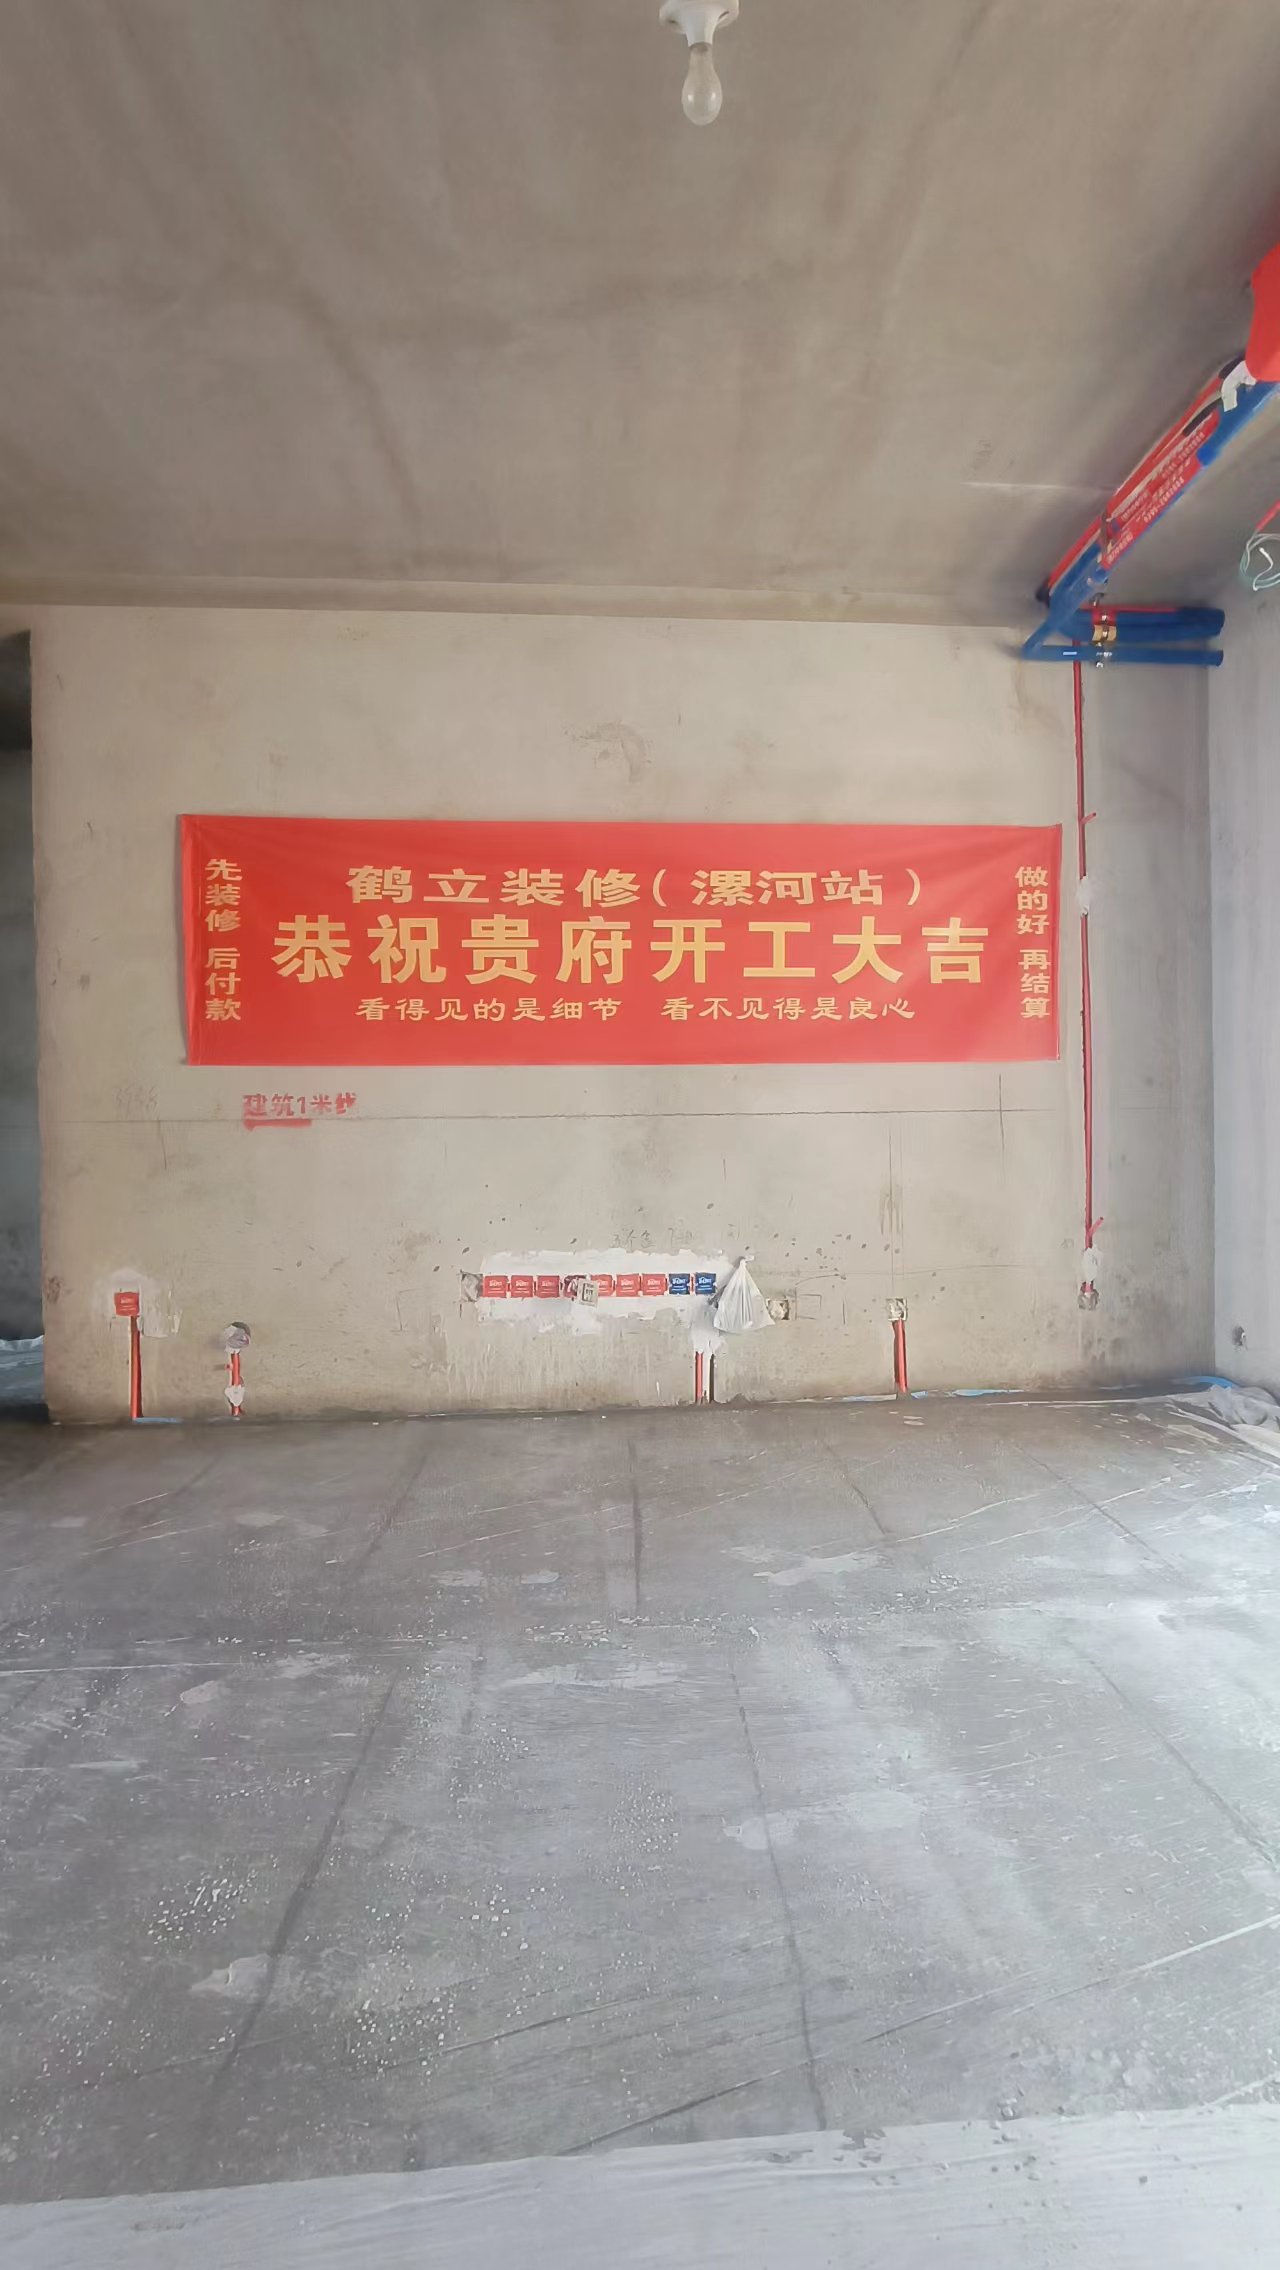 先装修 后付款
鹤立装修（漯河站）
恭祝贵府开工大吉
看得见的是细节 看不见得是良心
做的好 再结算
建筑1米线